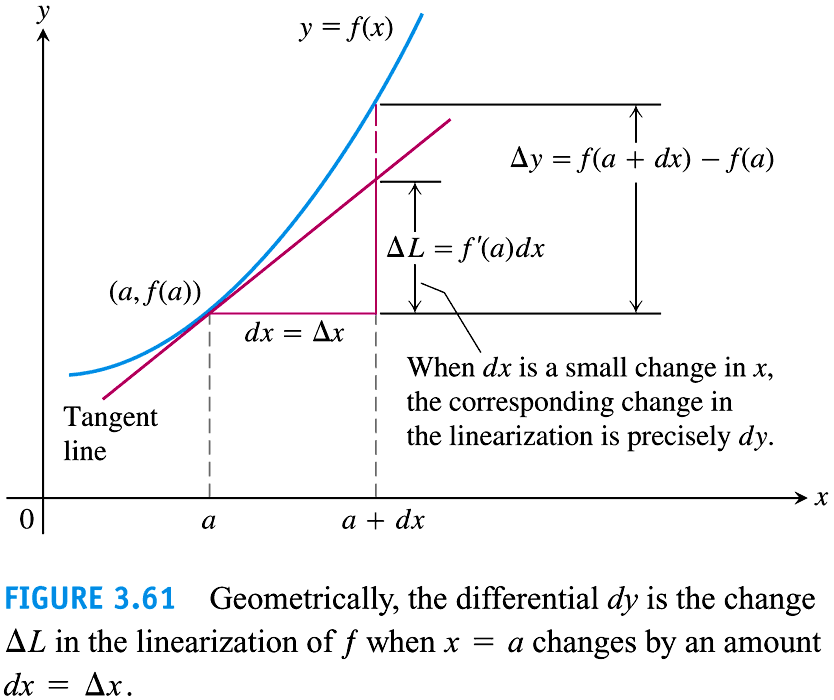 y
y = f(x)
Δy = f(a + dx) − f(a)
ΔL = f′(a)dx
(a, f(a))
dx = Δx
When dx is a small change in x,
the corresponding change in
the linearization is precisely dy.
Tangent
line
x
0
a
a + dx
FIGURE 3.61 Geometrically, the differential dy is the change
ΔL in the linearization of f when x = a changes by an amount
dx = Δx.